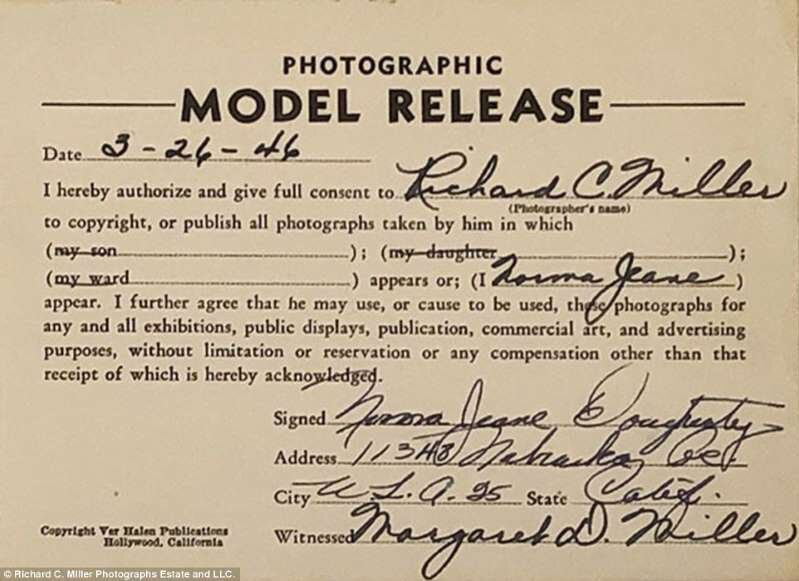 PHOTOGRAPHIC
MODEL RELEASE
Date 3-26-46
I hereby authorize and give full consent to Richard C. Miller
(Photographer's name)
to copyright, or publish all photographs taken by him in which
(my son ); (my daughter );
(my ward ) appears or; (I Norma Jeane )
appear. I further agree that he may use, or cause to be used, these photographs for
any and all exhibitions, public displays, publication, commercial art, and advertising
purposes, without limitation or reservation or any compensation other than that
receipt of which is hereby acknowledged.
Signed Norma Jeane Dougherty
Address 11348 Nebraska
City W.L.A. 25 State Calif.
Witnessed Margaret D. Miller
Copyright Ver Halen Publications
Hollywood, California
© Richard C. Miller Photographs Estate and LLC.